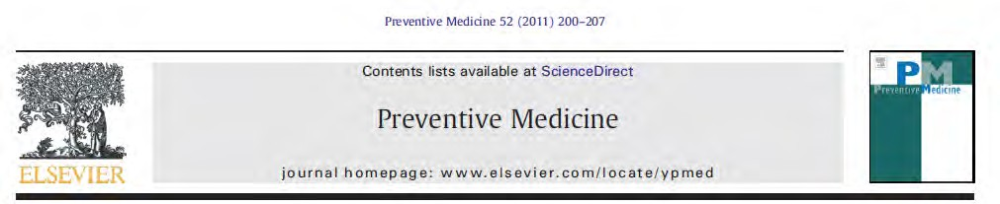 Preventive Medicine 52 (2011) 200–207
Contents lists available at ScienceDirect
Preventive Medicine
journal homepage: www.elsevier.com/locate/ypmed
ELSEVIER
PM
Preventive Medicine